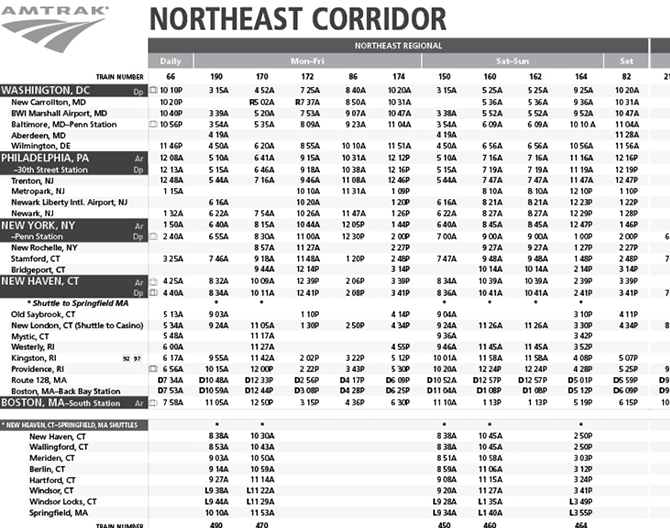 AMTRAK
NORTHEAST CORRIDOR
NORTHEAST REGIONAL
Daily Mon–Fri Sat–Sun Sat
TRAIN NUMBER 66 190 170 172 86 174 150 160 162 164 82
WASHINGTON, DC Dp 10 10P 3 15A 4 52A 7 25A 8 40A 10 20A 3 15A 5 25A 5 25A 9 25A 10 20A
New Carrollton, MD 10 20P R5 02A R7 37A 8 50A 10 31A 5 36A 5 36A 9 36A 10 31A
BWI Marshall Airport, MD 10 40P 3 39A 5 20A 7 53A 9 07A 10 47A 3 38A 5 52A 5 52A 9 52A 10 47A
Baltimore, MD–Penn Station 10 56P 3 54A 5 35A 8 09A 9 23A 11 04A 3 54A 6 09A 6 09A 10 10 A 11 04A
Aberdeen, MD 4 19A 4 19A 11 28A
Wilmington, DE 11 46P 4 50A 6 20A 8 55A 10 10A 11 51A 4 50A 6 56A 6 56A 10 56A 11 56A
PHILADELPHIA, PA Ar 12 08A 5 10A 6 41A 9 15A 10 31A 12 12P 5 10A 7 16A 7 16A 11 16A 12 16P
–30th Street Station Dp 12 13A 5 15A 6 46A 9 18A 10 38A 12 16P 5 15A 7 19A 7 19A 11 19A 12 19P
Trenton, NJ 12 48A 5 44A 7 16A 9 46A 11 08A 12 46P 5 44A 7 47A 7 47A 11 47A 12 47P
Metropark, NJ 1 15A 10 10A 11 31A 1 09P 8 10A 8 10A 12 10P 1 10P
Newark Liberty Intl. Airport, NJ 6 16A 10 20A 1 20P 6 16A 8 21A 8 21A 12 23P 1 22P
Newark, NJ 1 32A 6 22A 7 54A 10 26A 11 47A 1 26P 6 22A 8 27A 8 27A 12 29P 1 28P
NEW YORK, NY Ar 1 50A 6 40A 8 15A 10 44A 12 05P 1 44P 6 40A 8 45A 8 45A 12 47P 1 46P
–Penn Station Dp 2 40A 6 55A 8 30A 11 00A 12 30P 2 00P 7 00A 9 00A 9 00A 1 00P 2 00P
New Rochelle, NY 8 57A 11 27A 2 27P 9 27A 9 27A 1 27P 2 27P
Stamford, CT 3 25A 7 46A 9 18A 11 48A 1 20P 2 48P 7 47A 9 48A 9 48A 1 48P 2 48P
Bridgeport, CT 9 44A 12 14P 3 14P 10 14A 10 14A 2 14P 3 14P
NEW HAVEN, CT Ar 4 25A 8 32A 10 09A 12 39P 2 06P 3 39P 8 34A 10 39A 10 39A 2 39P 3 39P
Dp 4 40A 8 34A 10 11A 12 41P 2 08P 3 41P 8 36A 10 41A 10 41A 2 41P 3 41P
* Shuttle to Springfield MA * * * * * *
Old Saybrook, CT 5 13A 9 03A 1 10P 4 14P 9 04A 3 10P 4 11P
New London, CT (Shuttle to Casino) 5 34A 9 24A 11 05A 1 30P 2 50P 4 34P 9 24A 11 26A 11 26A 3 30P 4 34P
Mystic, CT 5 48A 11 17A 9 36A 3 42P
Westerly, RI 6 00A 11 27A 4 55P 9 46A 11 45A 11 45A 3 52P
Kingston, RI 92 97 6 17A 9 55A 11 42A 2 02P 3 22P 5 12P 10 01A 11 58A 11 58A 4 08P 5 07P
Providence, RI 6 56A 10 15A 12 00P 2 22P 3 43P 5 30P 10 20A 12 24P 12 24P 4 28P 5 25P
Route 128, MA D7 34A D10 48A D12 33P D2 56P D4 17P D6 09P D10 52A D12 57P D12 57P D5 01P D5 59P
Boston, MA–Back Bay Station D7 53A D10 59A D12 44P D3 08P D4 28P D6 25P D11 04A D1 08P D1 08P D5 12P D6 09P
BOSTON, MA–South Station Ar 7 58A 11 05A 12 50P 3 15P 4 36P 6 30P 11 10A 1 13P 1 13P 5 19P 6 15P
* NEW HAVEN, CT–SPRINGFIELD, MA SHUTTLES * * * * *
New Haven, CT 8 38A 10 30A 8 38A 10 45A 2 50P
Wallingford, CT 8 53A 10 43A 8 51A 10 58A 3 03P
Meriden, CT 9 03A 10 50A 8 59A 11 06A 3 12P
Berlin, CT 9 14A 10 59A 9 08A 11 15A 3 24P
Hartford, CT 9 27A 11 14A 9 20A 11 27A 3 41P
Windsor, CT L9 38A L11 22A
Windsor Locks, CT L9 44A L11 29A L9 28A L1 35A L3 49P
Springfield, MA 10 10A 11 53A L9 34A L1 40A L3 55P
TRAIN NUMBER 490 470 450 460 464